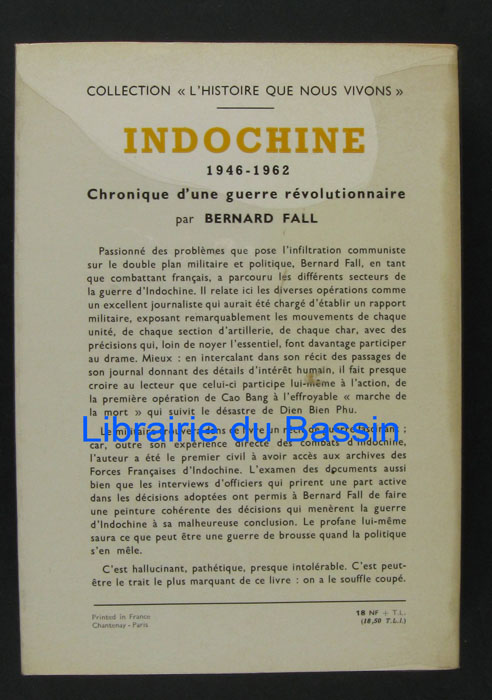 COLLECTION « L'HISTOIRE QUE NOUS VIVONS »
INDOCHINE
1946-1962
Chronique d'une guerre révolutionnaire
par BERNARD FALL
Passionné des problèmes que pose l'infiltration communiste
sur le double plan militaire et politique, Bernard Fall, en tant
que combattant français, a parcouru les différents secteurs de
la guerre d'Indochine. Il relate ici les diverses opérations comme
un excellent journaliste qui aurait été chargé d'établir un rapport
militaire, exposant remarquablement les mouvements de chaque
unité, de chaque section d'artillerie, de chaque char, avec des
précisions qui, loin de noyer l'essentiel, font davantage participer
au drame. Mieux : en intercalant dans son récit des passages de
son journal donnant des détails d'intérêt humain, il fait presque
croire au lecteur que celui-ci participe lui-même à l'action, de
la première opération de Cao Bang à l'effroyable « marche de
la mort » qui suivit le désastre de Dien Bien Phu.
Librairie du Bassin
Le militaire trouvera dans ce livre un récit
car, outre son expérience directe des combats d'Indochine,
l'auteur a été le premier civil à avoir accès aux archives des
Forces Françaises d'Indochine. L'examen des documents aussi
bien que les interviews d'officiers qui prirent une part active
dans les décisions adoptées ont permis à Bernard Fall de faire
une peinture cohérente des décisions qui menèrent la guerre
d'Indochine à sa malheureuse conclusion. Le profane lui-même
saura ce que peut être une guerre de brousse quand la politique
s'en mêle.
C'est hallucinant, pathétique, presque intolérable. C'est peut-
être le trait le plus marquant de ce livre : on a le souffle coupé.
Printed in France
Chantenay - Paris
18 NF + T.L.
(18,50 T.L.I.)